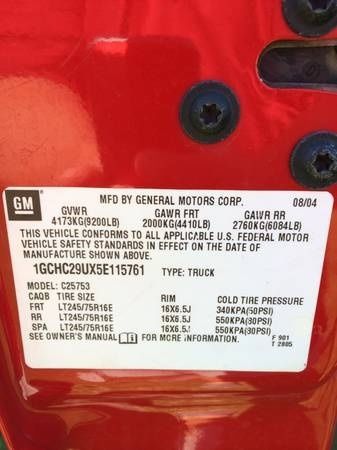 GM
MFD BY GENERAL MOTORS CORP. 08/04
GVWR GAWR FRT GAWR RR
4173KG(9200LB) 2000KG(4410LB) 2760KG(6084LB)
THIS VEHICLE CONFORMS TO ALL APPLICABLE U.S. FEDERAL MOTOR
VEHICLE SAFETY STANDARDS IN EFFECT ON THE DATE OF
MANUFACTURE SHOWN ABOVE.
1GCHC29UX5E115761 TYPE: TRUCK
MODEL: C25753
CAQB TIRE SIZE RIM COLD TIRE PRESSURE
FRT LT245/75R16E 16X6.5J 340KPA(50PSI)
RR LT245/75R16E 16X6.5J 550KPA(80PSI)
SPA LT245/75R16E 16X6.5J 550KPA(80PSI)
SEE OWNER'S MANUAL FOR MORE INFORMATION. F 901
T 2805